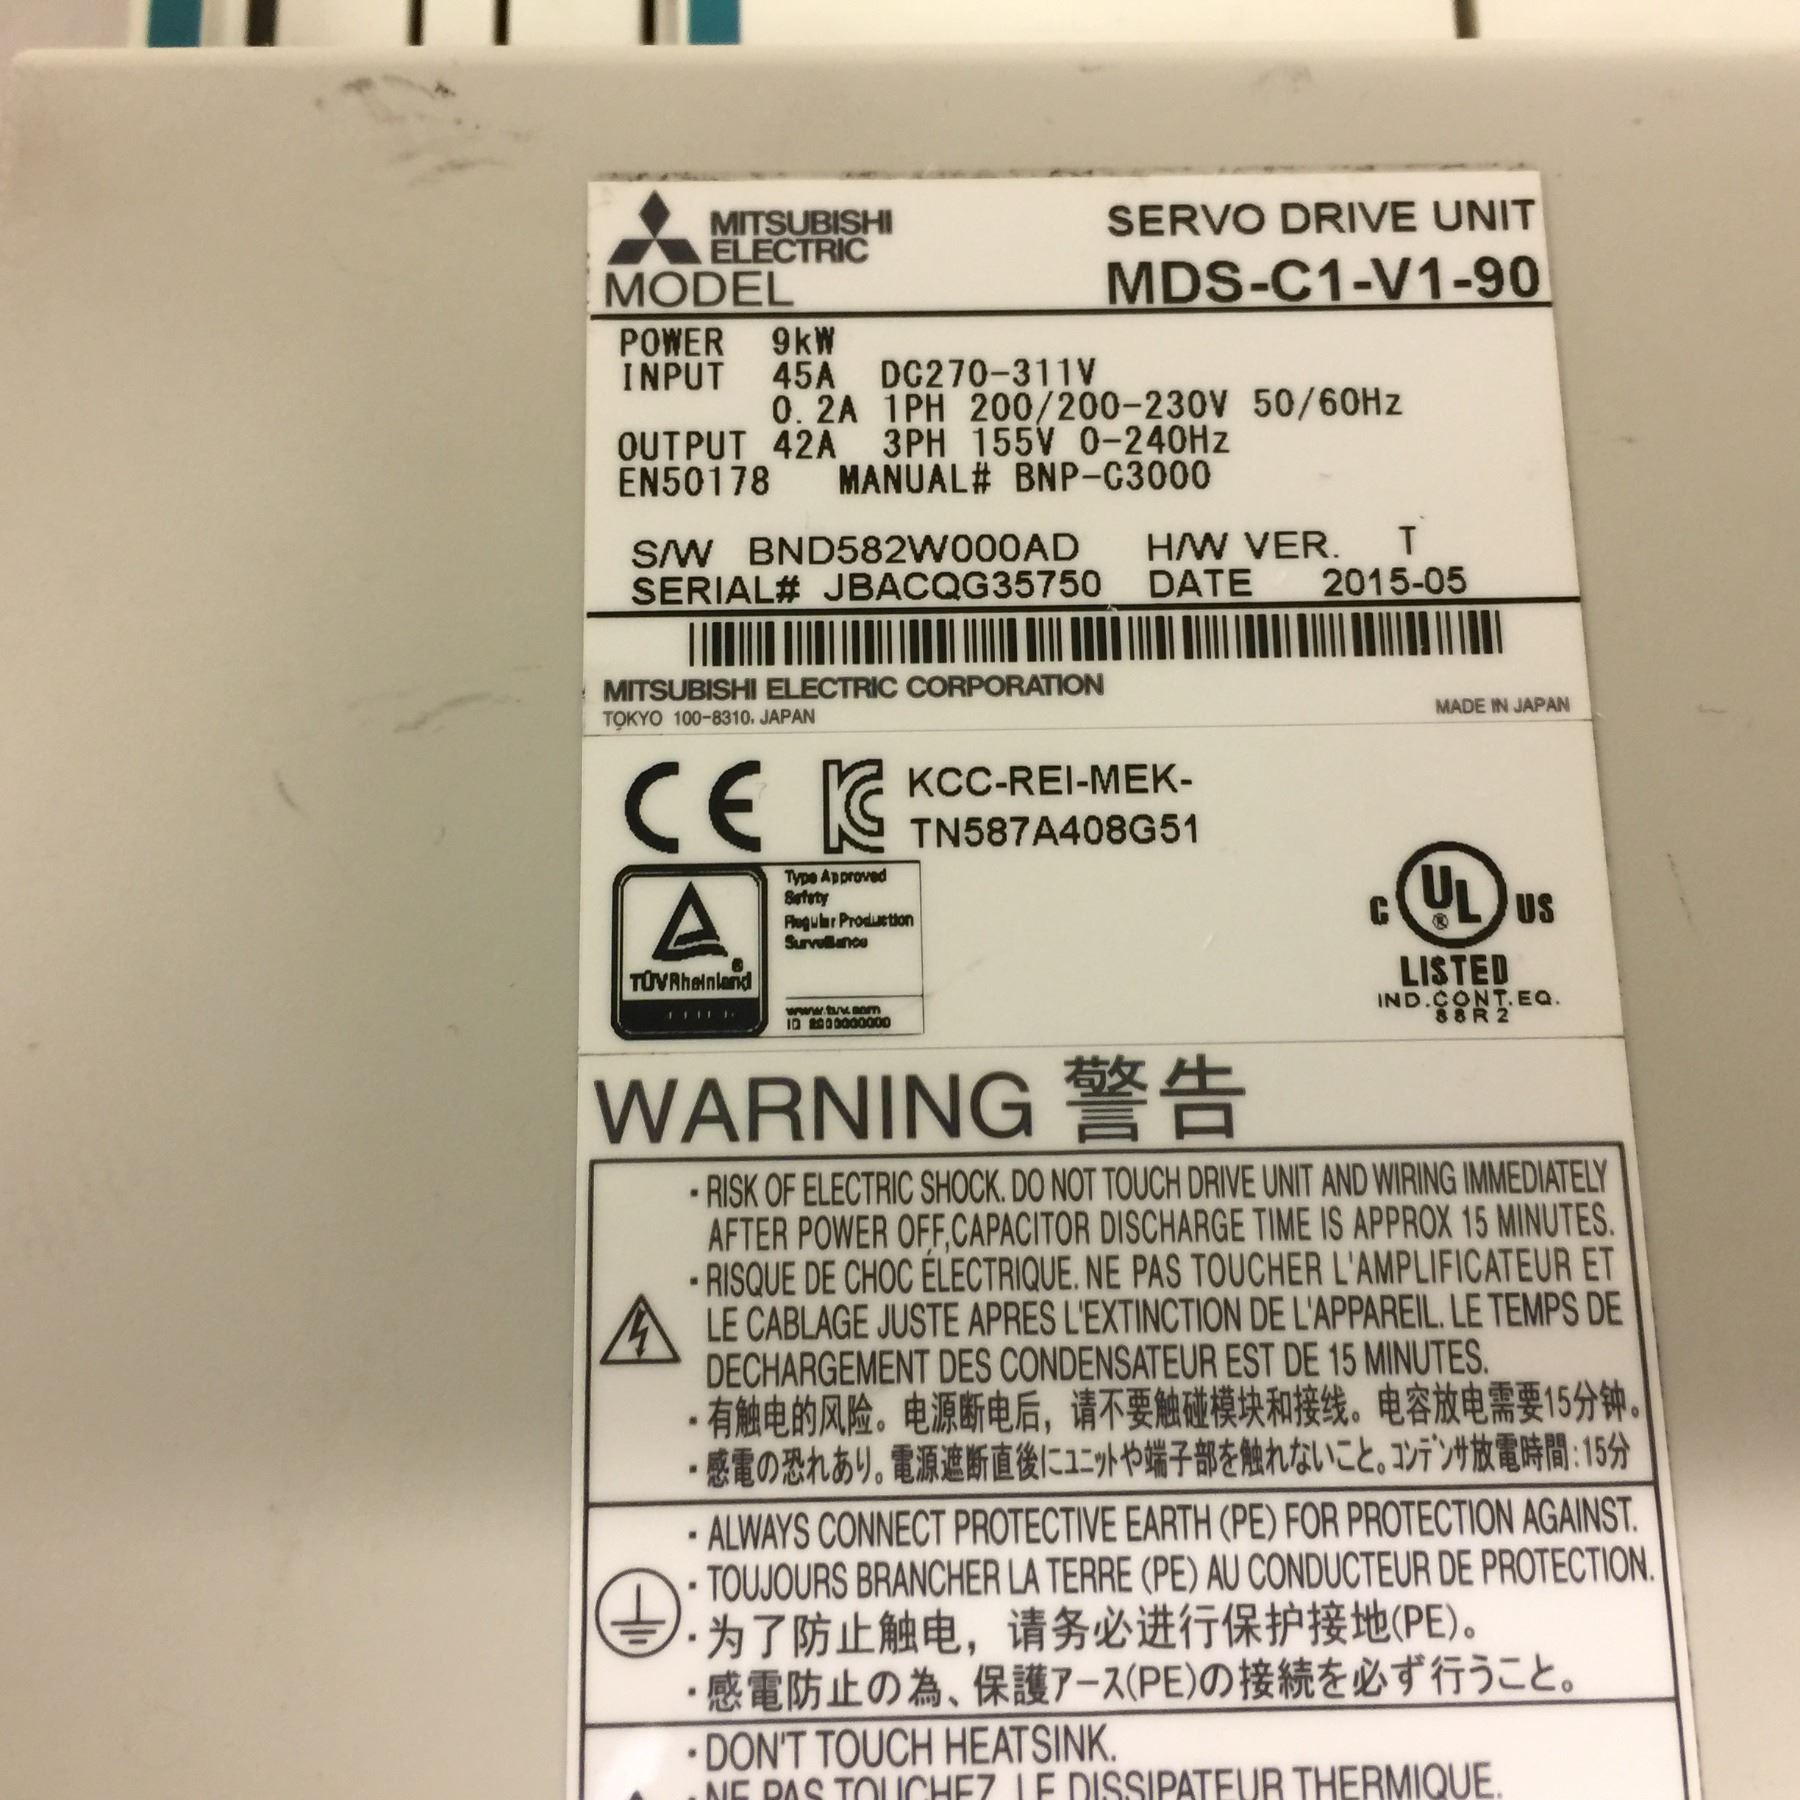 MITSUBISHI
ELECTRIC
SERVO DRIVE UNIT
MODEL MDS-C1-V1-90
POWER 9kW
INPUT 45A DC270-311V
0.2A 1PH 200/200-230V 50/60Hz
OUTPUT 42A 3PH 155V 0-240Hz
EN50178 MANUAL# BNP-C3000
S/W BND582W000AD H/W VER. T
SERIAL# JBACQG35750 DATE 2015-05
MITSUBISHI ELECTRIC CORPORATION
TOKYO 100-8310, JAPAN MADE IN JAPAN
CE KC KCC-REI-MEK-
TN587A408G51
Type Approved
Safety
Regular Production
Surveillance
TÜVRheinland ®
www.tuv.com
ID
C UL ® US
LISTED
IND.CONT.EQ.
88R2
WARNING 警告
・RISK OF ELECTRIC SHOCK. DO NOT TOUCH DRIVE UNIT AND WIRING IMMEDIATELY
AFTER POWER OFF,CAPACITOR DISCHARGE TIME IS APPROX 15 MINUTES.
・RISQUE DE CHOC ÉLECTRIQUE. NE PAS TOUCHER L'AMPLIFICATEUR ET
LE CABLAGE JUSTE APRES L'EXTINCTION DE L'APPAREIL. LE TEMPS DE
DECHARGEMENT DES CONDENSATEUR EST DE 15 MINUTES.
・有触电的风险。电源断电后，请不要触碰模块和接线。电容放电需要15分钟。
・感電の恐れあり。電源遮断直後にユニットや端子部を触れないこと。コンデンサ放電時間:15分
・ALWAYS CONNECT PROTECTIVE EARTH (PE) FOR PROTECTION AGAINST.
・TOUJOURS BRANCHER LA TERRE (PE) AU CONDUCTEUR DE PROTECTION.
・为了防止触电，请务必进行保护接地(PE)。
・感電防止の為、保護アース(PE)の接続を必ず行うこと。
・DON'T TOUCH HEATSINK.
・NE PAS TOUCHEZ LE DISSIPATEUR THERMIQUE.